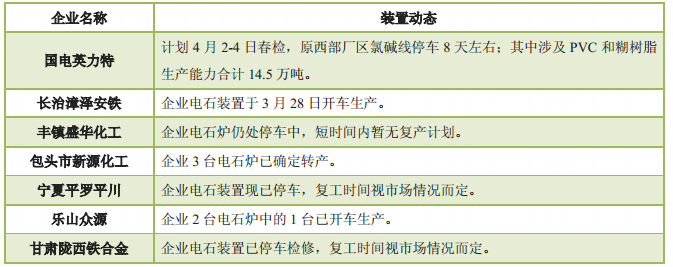 企业名称 装置动态
国电英力特 计划 4 月 2-4 日春检，原西部厂区氯碱线停车 8 天左右；其中涉及 PVC 和糊树脂
生产能力合计 14.5 万吨。
长治漳泽安铁 企业电石装置于 3 月 28 日开车生产。
丰镇盛华化工 企业电石炉仍处停车中，短时间内暂无复产计划。
包头市新源化工 企业 3 台电石炉已确定转产。
宁夏平罗平川 企业电石装置现已停车，复工时间视市场情况而定。
乐山众源 企业 2 台电石炉中的 1 台已开车生产。
甘肃陇西铁合金 企业电石装置已停车检修，复工时间视市场情况而定。